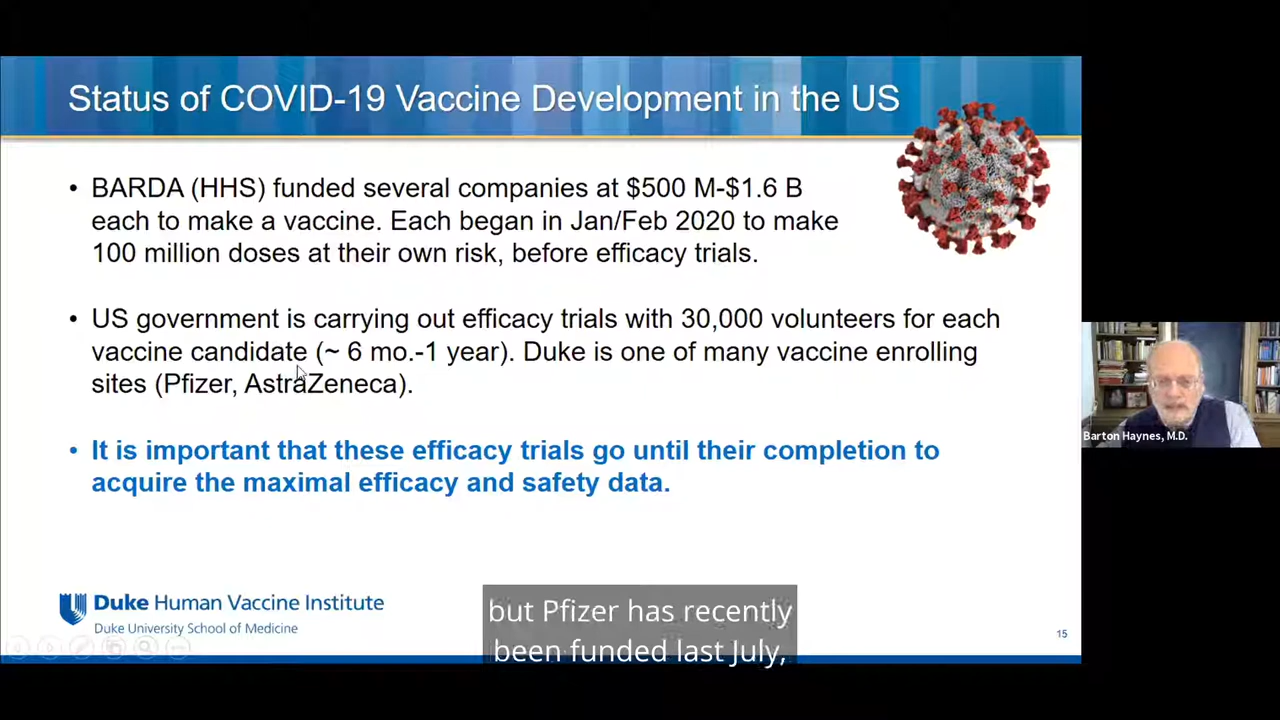 Status of COVID-19 Vaccine Development in the US
• BARDA (HHS) funded several companies at $500 M-$1.6 B
each to make a vaccine. Each began in Jan/Feb 2020 to make
100 million doses at their own risk, before efficacy trials.
• US government is carrying out efficacy trials with 30,000 volunteers for each
vaccine candidate (~ 6 mo.-1 year). Duke is one of many vaccine enrolling
sites (Pfizer, AstraZeneca).
• It is important that these efficacy trials go until their completion to
acquire the maximal efficacy and safety data.
Barton Haynes, M.D.
Duke Human Vaccine Institute
Duke University School of Medicine
15
but Pfizer has recently
been funded last July,